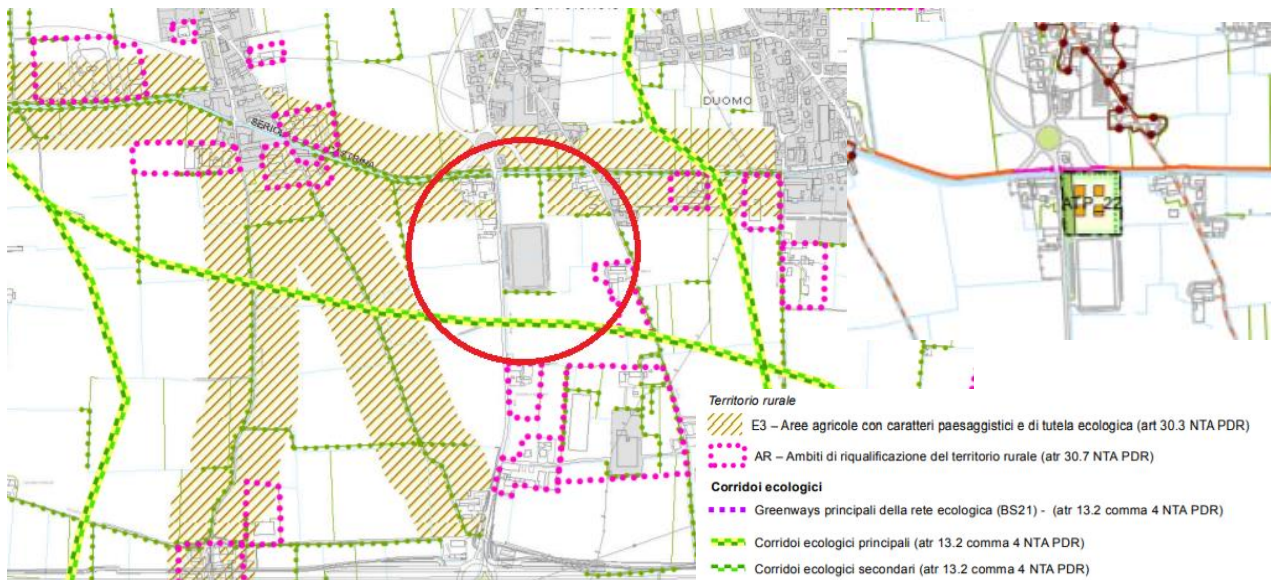 DUOMO
SERIO
ATP_22
Territorio rurale
E3 – Aree agricole con caratteri paesaggistici e di tutela ecologica (art 30.3 NTA PDR)
AR – Ambiti di riqualificazione del territorio rurale (atr 30.7 NTA PDR)
Corridoi ecologici
Greenways principali della rete ecologica (BS21) - (atr 13.2 comma 4 NTA PDR)
Corridoi ecologici principali (atr 13.2 comma 4 NTA PDR)
Corridoi ecologici secondari (atr 13.2 comma 4 NTA PDR)